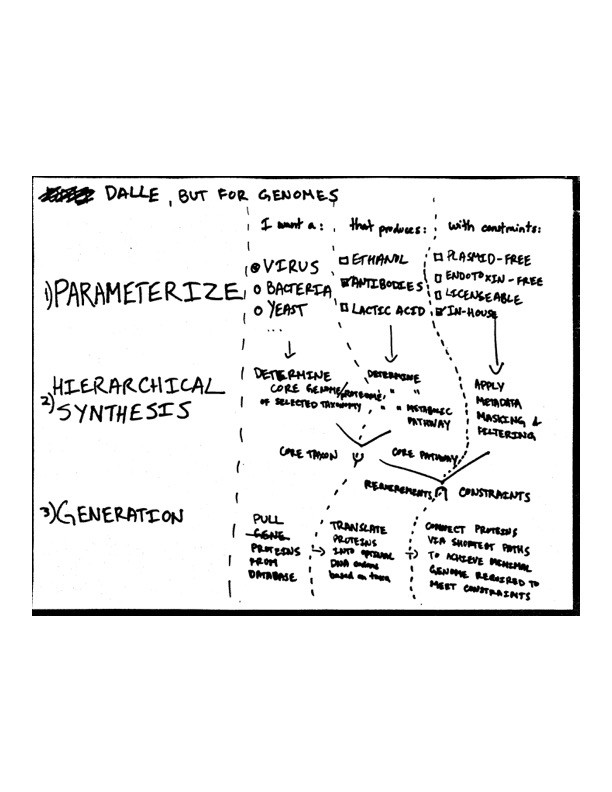 DALLE, BUT FOR GENOMES
I want a:
that produces:
with constraints:
1) PARAMETERIZE
VIRUS
BACTERIA
YEAST
...
ETHANOL
ANTIBODIES
LACTIC ACID
PLASMID-FREE
ENDOTOXIN-FREE
LICENSEABLE
IN-HOUSE
2) HIERARCHICAL
SYNTHESIS
DETERMINE
CORE GENOME/PROTEOME
OF SELECTED TAXONOMY
DETERMINE
" "
" " METABOLIC
PATHWAY
APPLY
METADATA
MASKING &
FILTERING
CORE TAXON ∪ CORE PATHWAY
REQUIREMENTS ∩ CONSTRAINTS
3) GENERATION
PULL
GENE
PROTEINS
FROM
DATABASE
→
TRANSLATE
PROTEINS
INTO OPTIMAL
DNA codons
based on taxa
→
CONNECT PROTEINS
VIA SHORTEST PATHS
TO ACHIEVE MINIMAL
GENOME REQUIRED TO
MEET CONSTRAINTS